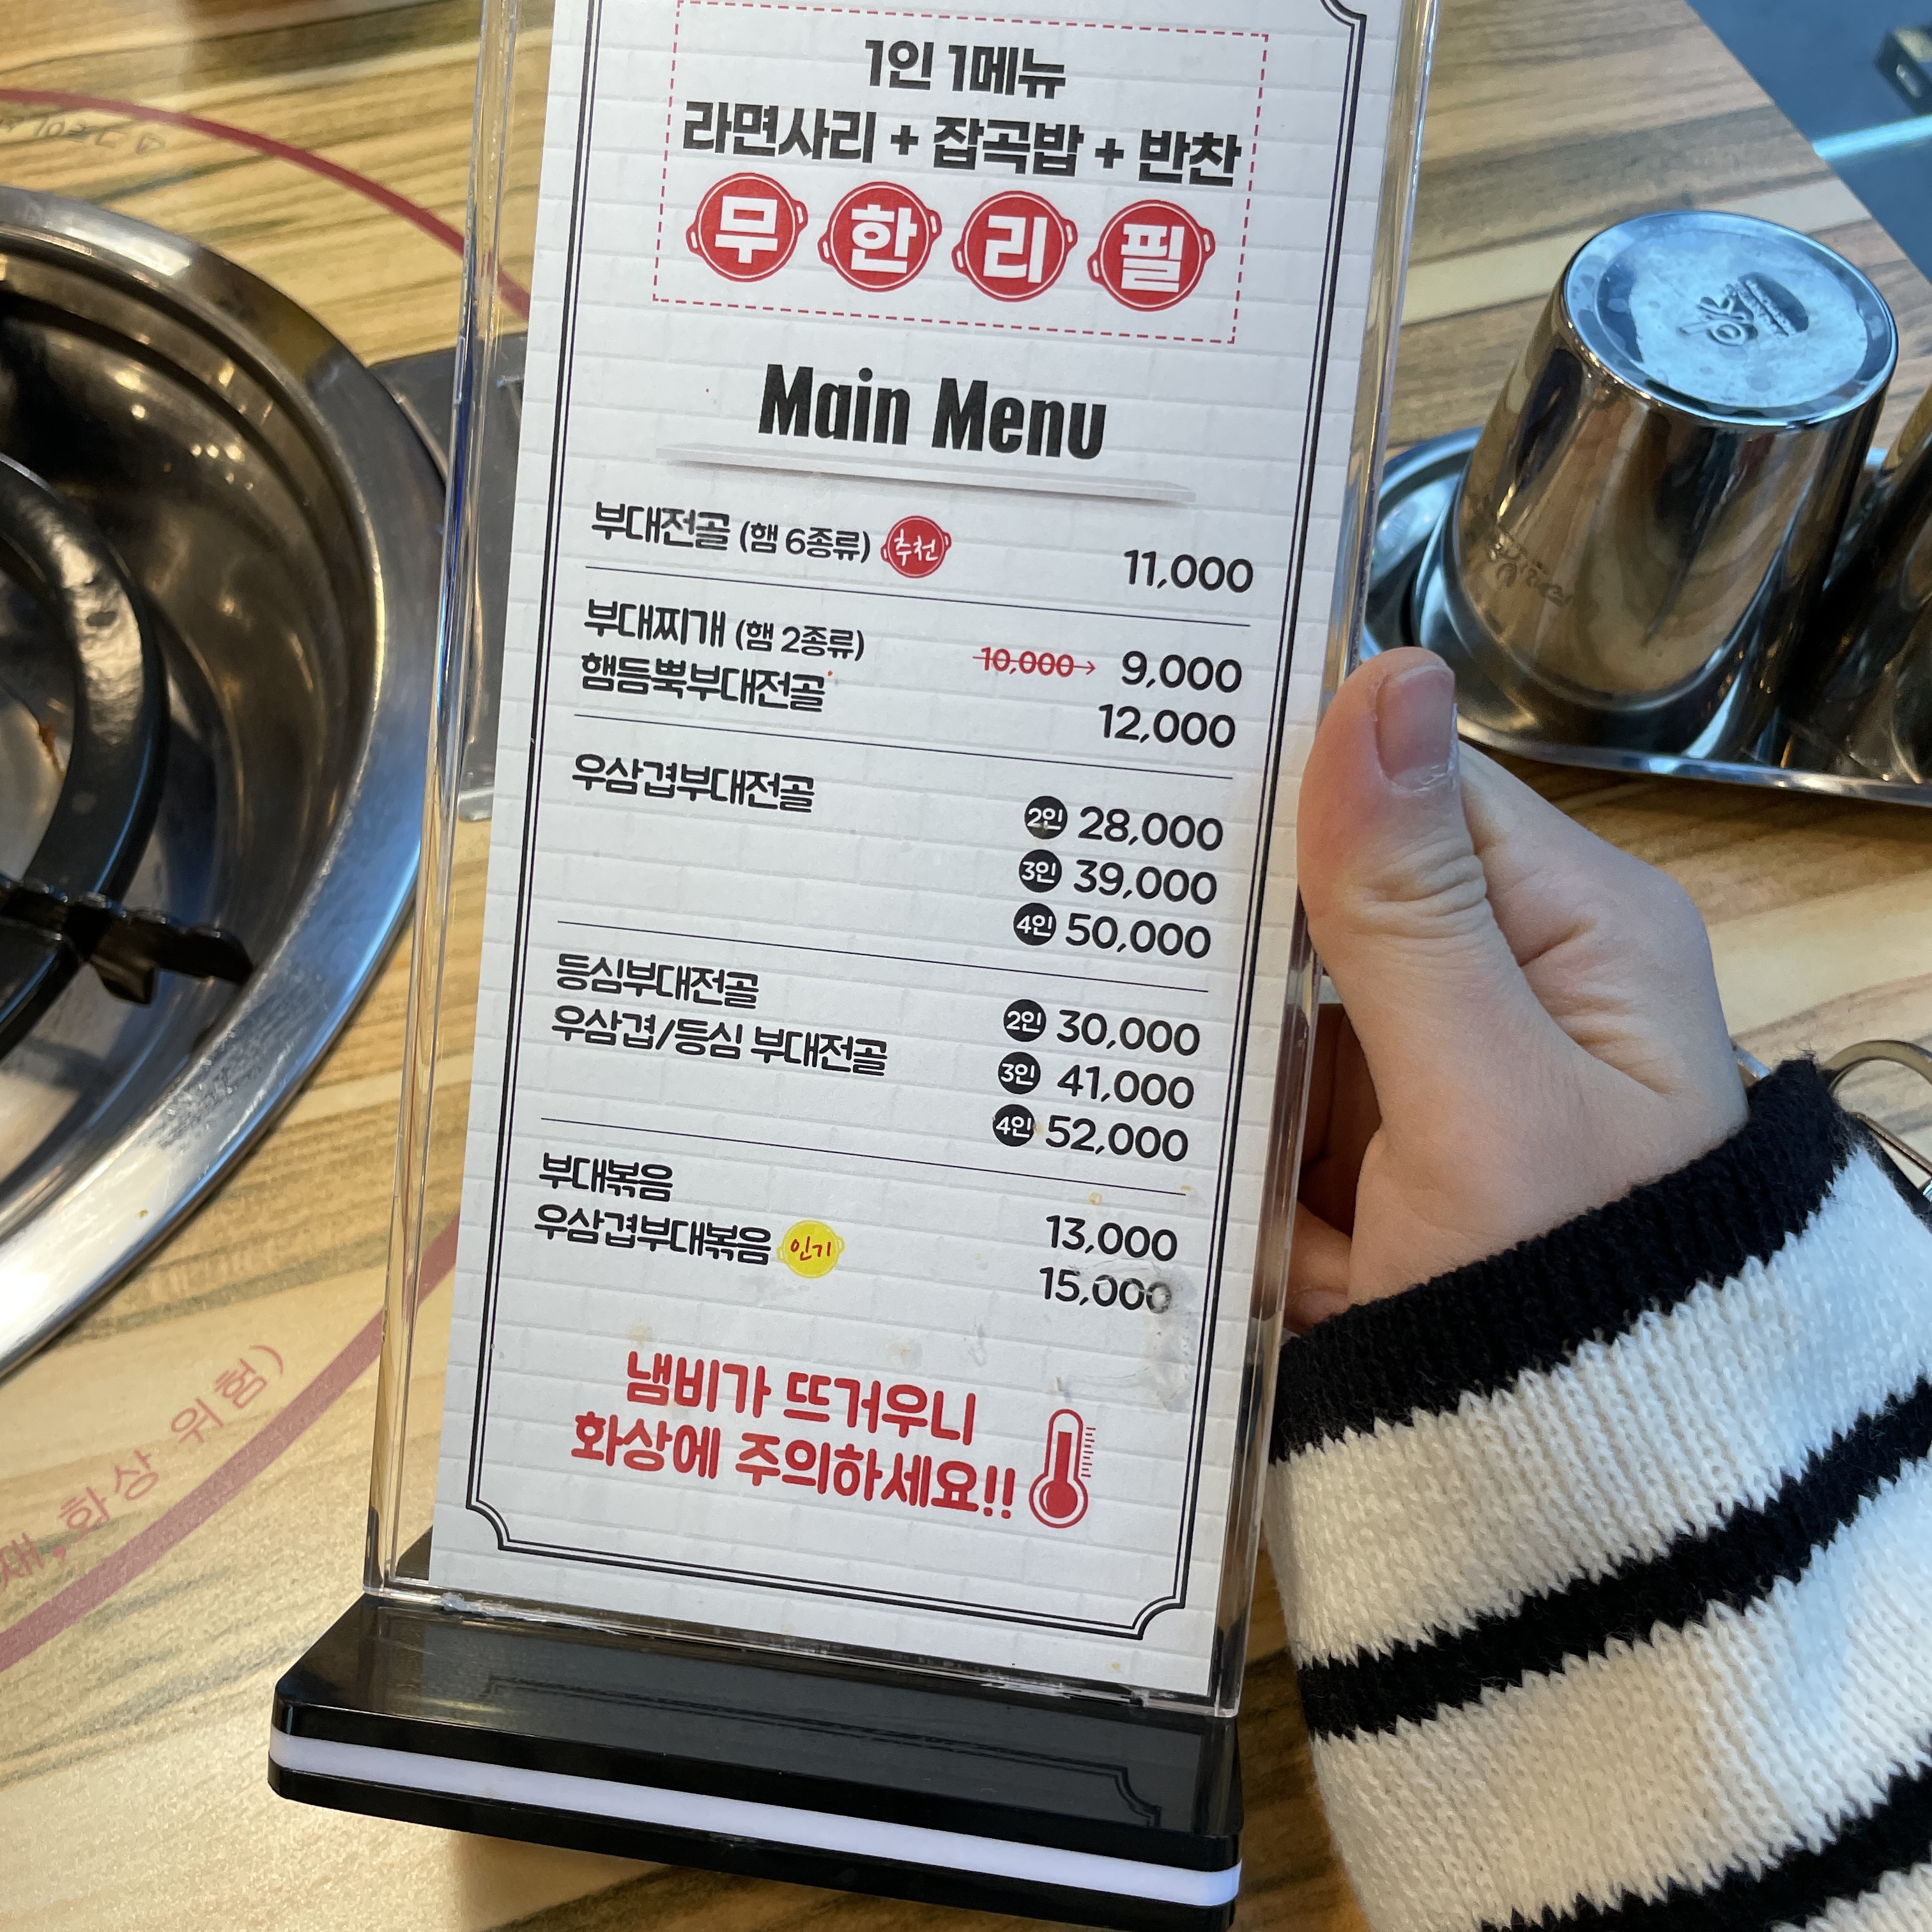 1인 1메뉴
라면사리 + 잡곡밥 + 반찬
무한리필
Main Menu
부대전골 (햄 6종류) 추천 11,000
부대찌개 (햄 2종류) 10,000→ 9,000
햄듬뿍부대전골 12,000
우삼겹부대전골
2인 28,000
3인 39,000
4인 50,000
등심부대전골
우삼겹/등심 부대전골
2인 30,000
3인 41,000
4인 52,000
부대볶음 13,000
우삼겹부대볶음 인기 15,000
냄비가 뜨거우니
화상에 주의하세요!!
화상 위험)